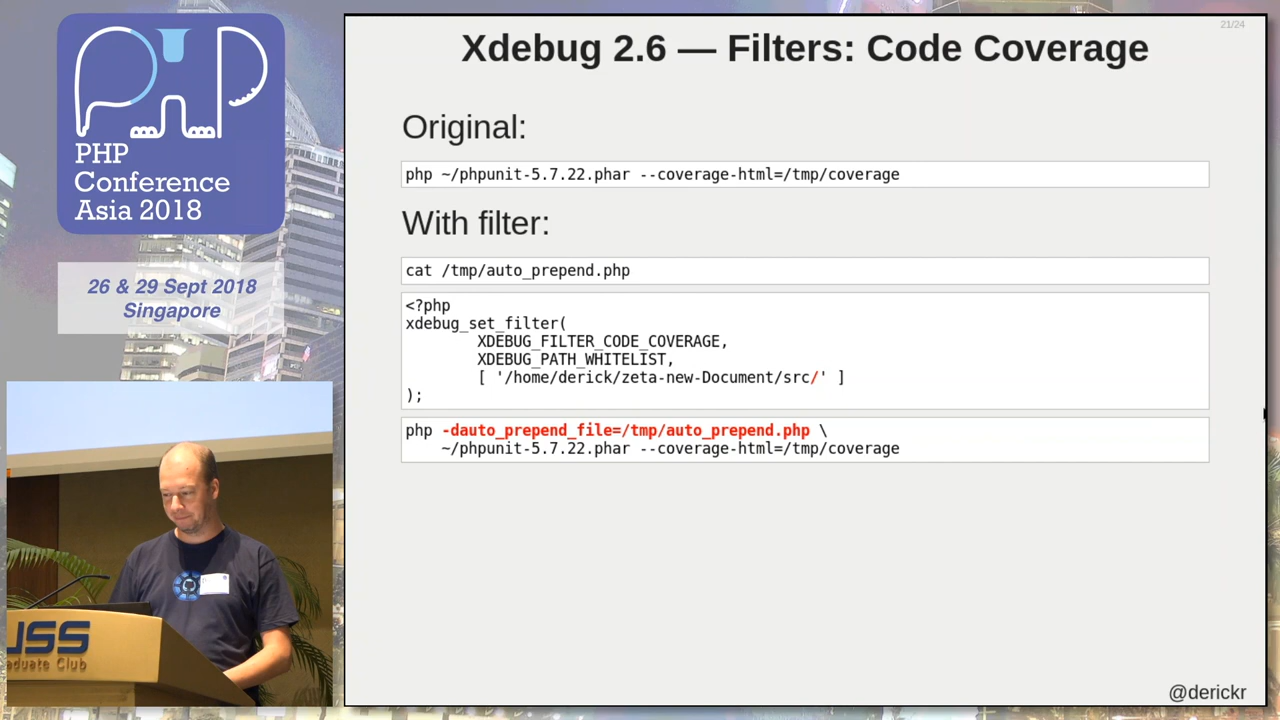 PHP
Conference
Asia 2018
26 & 29 Sept 2018
Singapore
USS
aduate Club
21/24
Xdebug 2.6 — Filters: Code Coverage
Original:
php ~/phpunit-5.7.22.phar --coverage-html=/tmp/coverage
With filter:
cat /tmp/auto_prepend.php
<?php
xdebug_set_filter(
        XDEBUG_FILTER_CODE_COVERAGE,
        XDEBUG_PATH_WHITELIST,
        [ '/home/derick/zeta-new-Document/src/' ]
);
php -dauto_prepend_file=/tmp/auto_prepend.php \
    ~/phpunit-5.7.22.phar --coverage-html=/tmp/coverage
@derickr